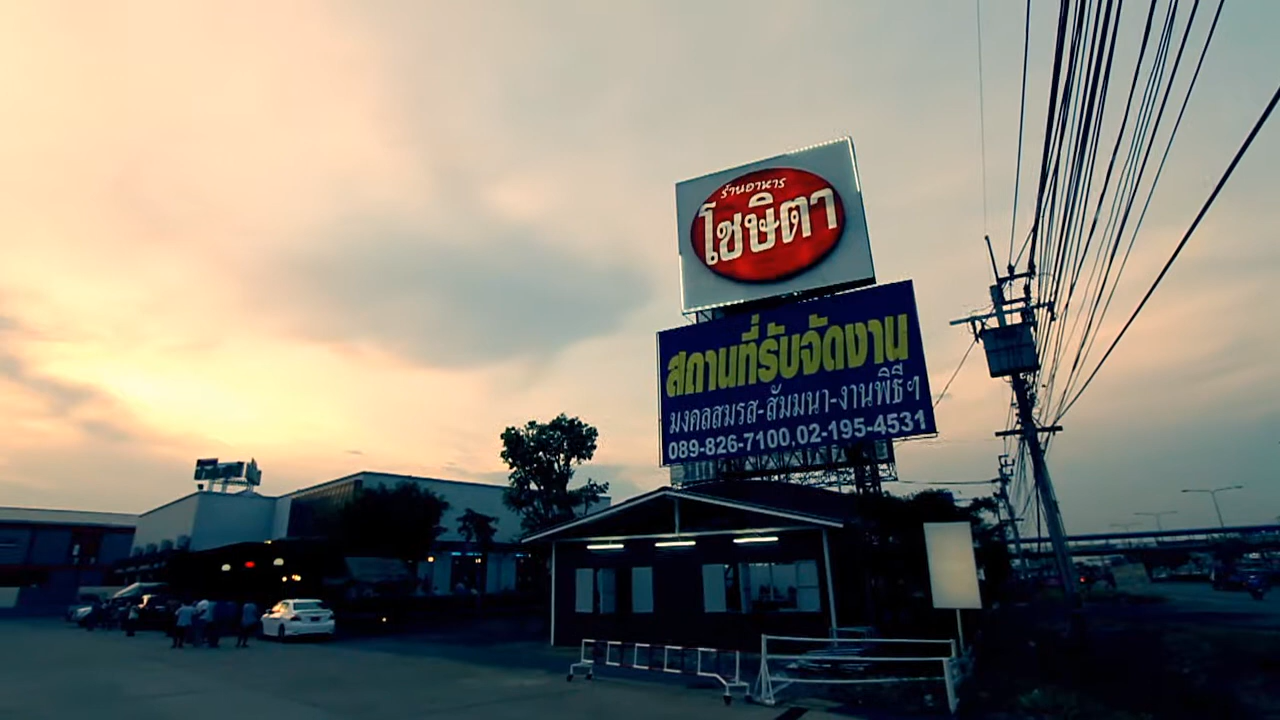 ร้านอาหาร
โชษิตา
สถานที่รับจัดงาน
มงคลสมรส-สัมมนา-งานพิธีฯ
089-826-7100,02-195-4531